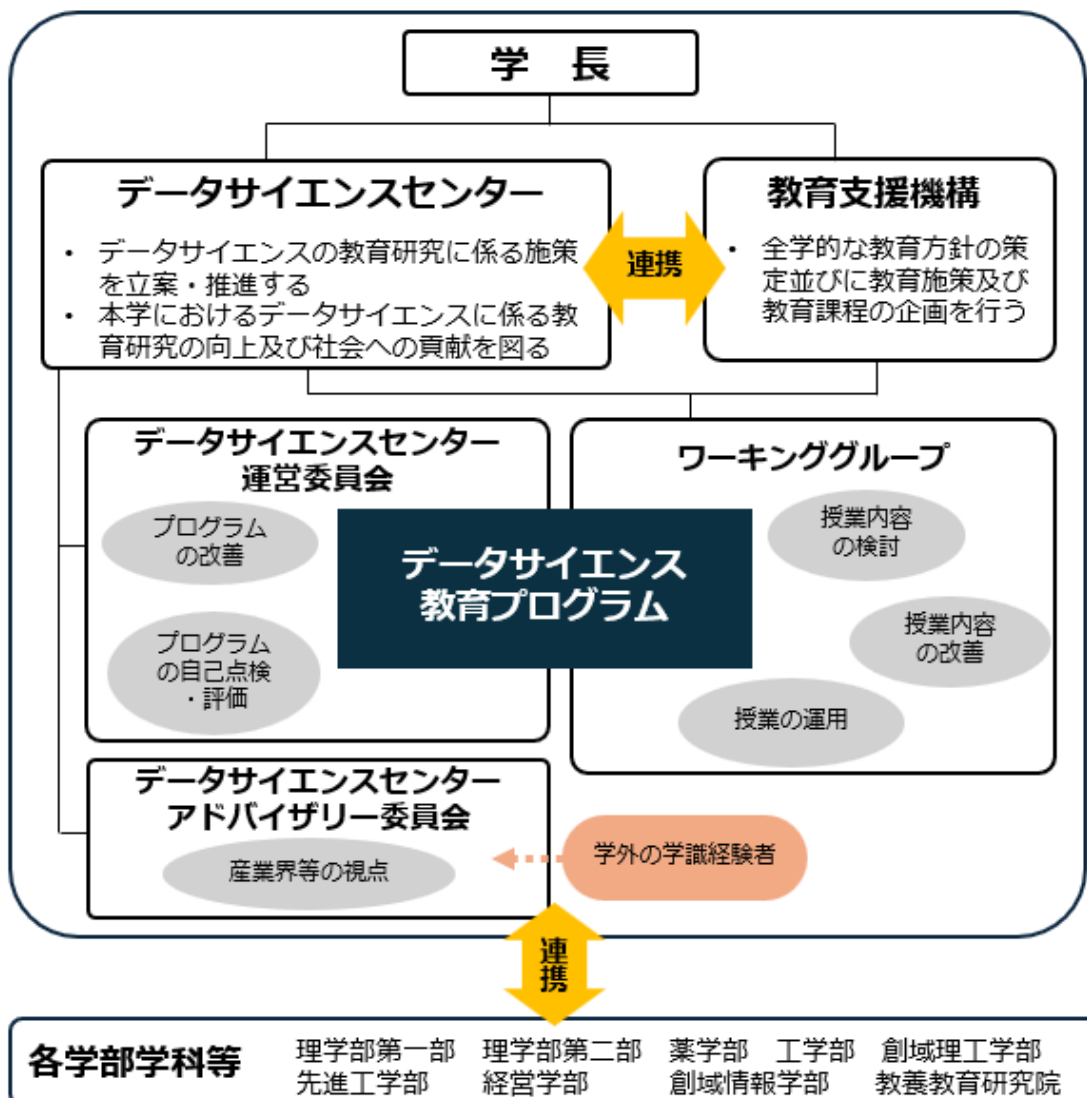 学 長
データサイエンスセンター
・ データサイエンスの教育研究に係る施策
を立案・推進する
・ 本学におけるデータサイエンスに係る教
育研究の向上及び社会への貢献を図る
連携
教育支援機構
・ 全学的な教育方針の策
定並びに教育施策及び
教育課程の企画を行う
データサイエンスセンター
運営委員会
プログラム
の改善
プログラム
の自己点検
・評価
データサイエンス
教育プログラム
ワーキンググループ
授業内容
の検討
授業内容
の改善
授業の運用
データサイエンスセンター
アドバイザリー委員会
産業界等の視点
学外の学識経験者
連携
各学部学科等
理学部第一部 理学部第二部 薬学部 工学部 創域理工学部
先進工学部 経営学部 創域情報学部 教養教育研究院